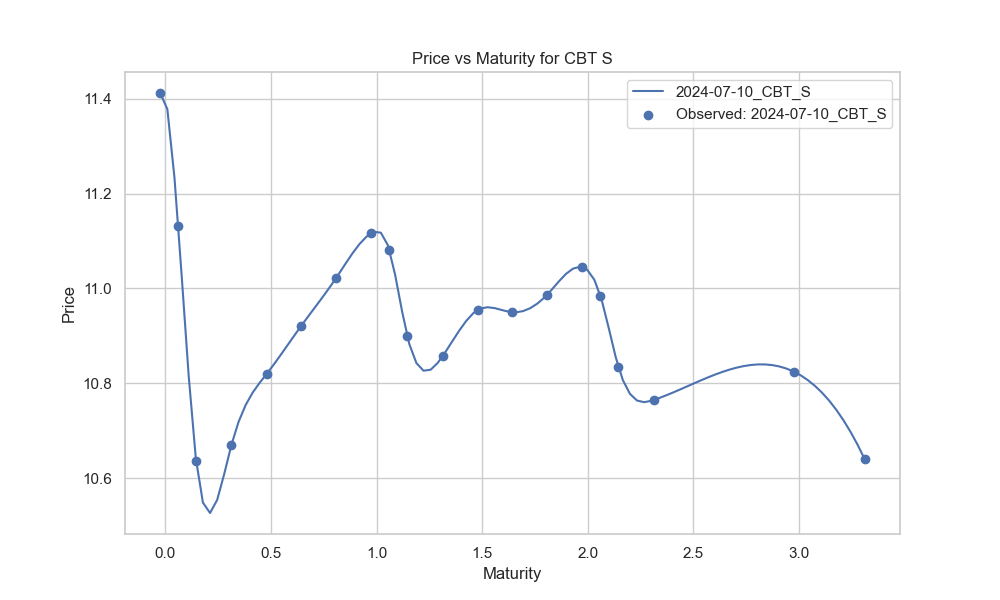 Price vs Maturity for CBT S
2024-07-10_CBT_S
Observed: 2024-07-10_CBT_S
11.4
11.2
11.0
10.8
10.6
Price
0.0 0.5 1.0 1.5 2.0 2.5 3.0
Maturity